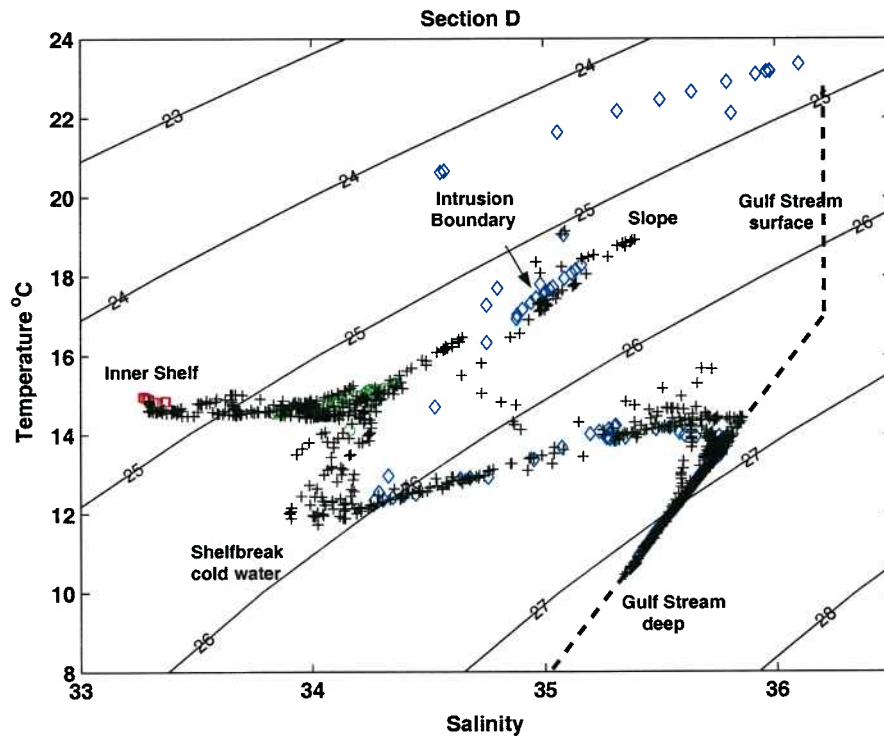 Section D
24
22
20
18
16
14
12
10
8
Temperature °C
33
34
35
36
Salinity
23
24
25
24
24
25
Intrusion
Boundary
Slope
Gulf Stream
surface
26
24
25
26
Inner Shelf
25
26
27
Shelfbreak
cold water
26
27
28
Gulf Stream
deep